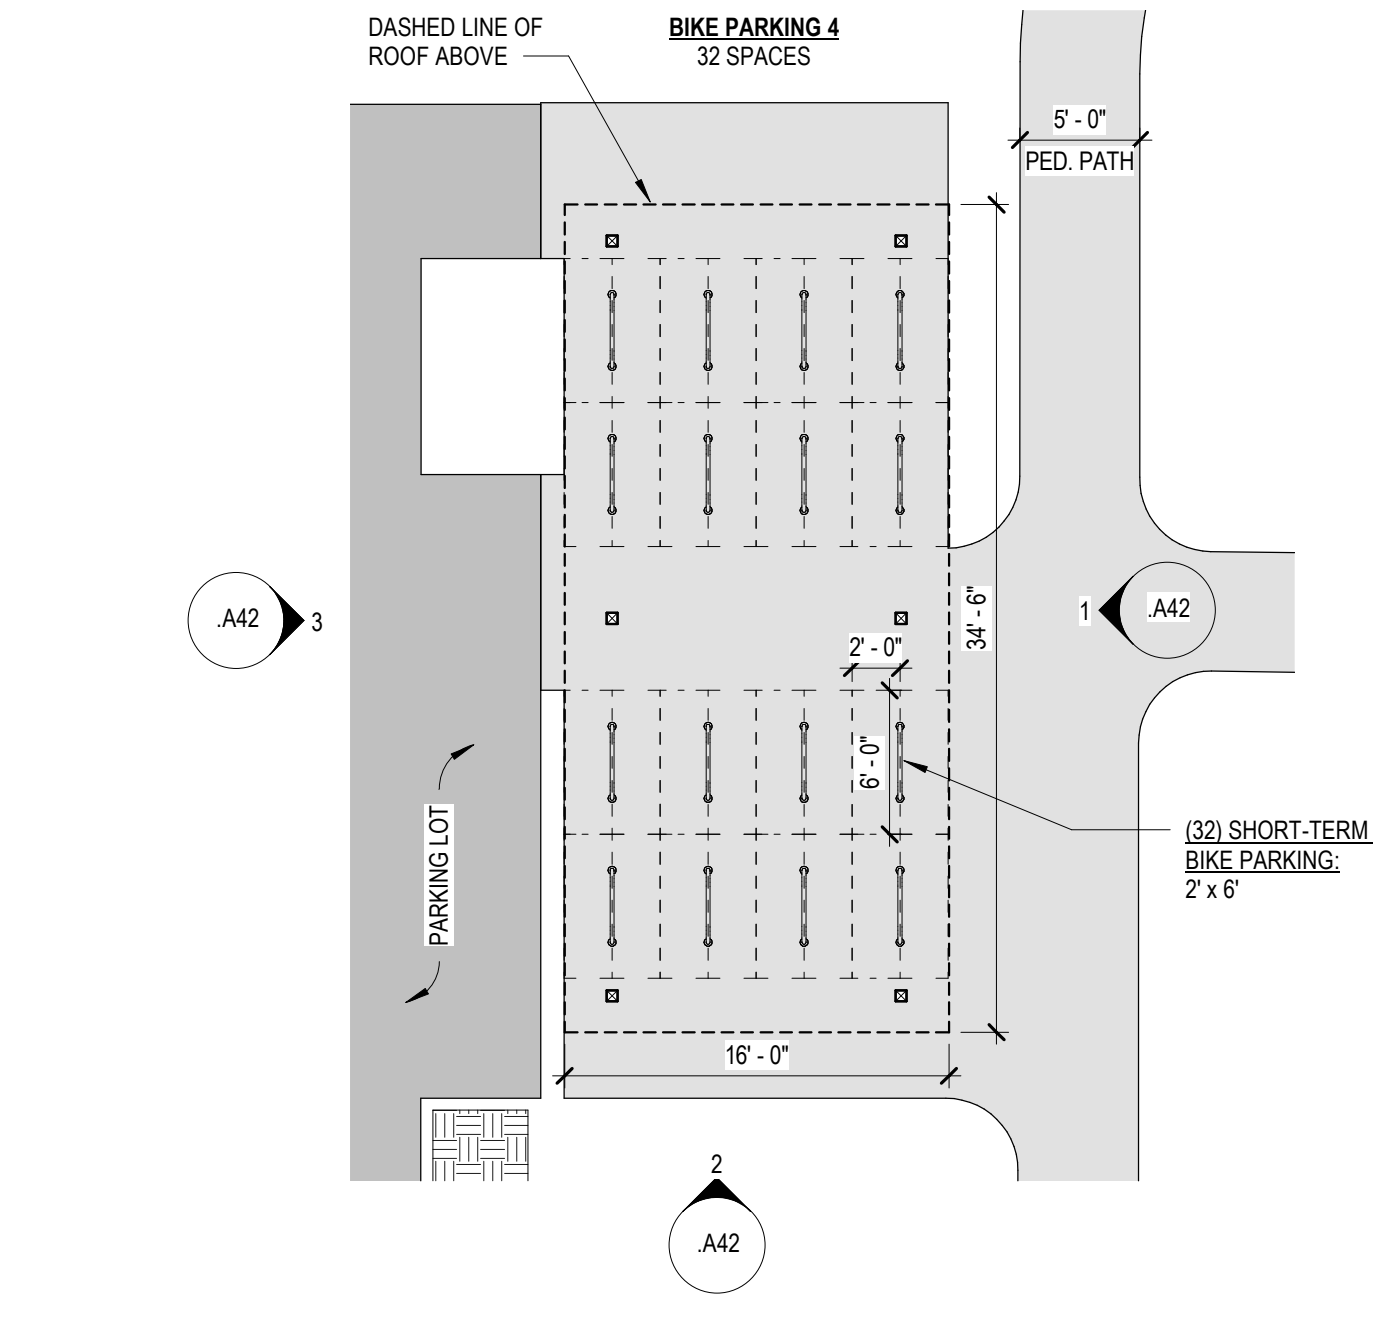 DASHED LINE OF
ROOF ABOVE
BIKE PARKING 4
32 SPACES
5' - 0"
PED. PATH
34' - 6"
.A42
3
1
.A42
2' - 0"
6' - 0"
PARKING LOT
(32) SHORT-TERM
BIKE PARKING:
2' x 6'
16' - 0"
2
.A42